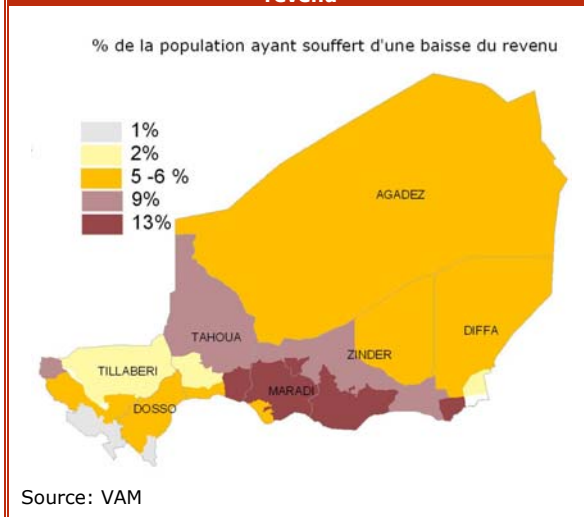 revenu
% de la population ayant souffert d'une baisse du revenu
1%
2%
5 -6 %
9%
13%
AGADEZ
DIFFA
TAHOUA
ZINDER
TILLABERI
MARADI
DOSSO
Source: VAM